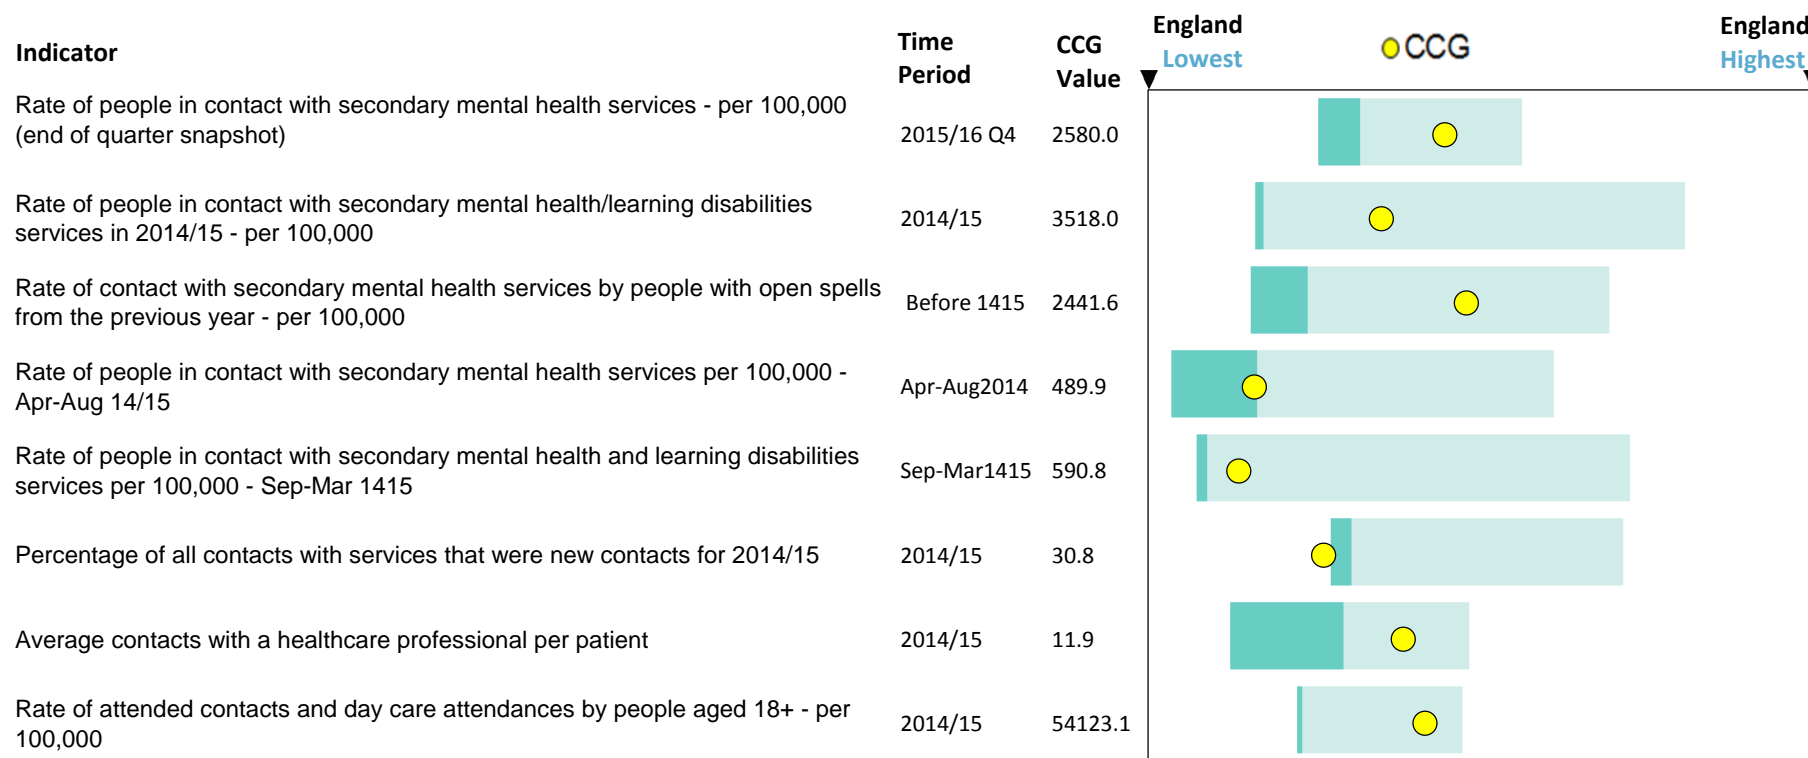 Indicator
Time
Period
CCG
Value
England
Lowest
CCG
England
Highest
Rate of people in contact with secondary mental health services - per 100,000
(end of quarter snapshot)
2015/16 Q4
2580.0
Rate of people in contact with secondary mental health/learning disabilities
services in 2014/15 - per 100,000
2014/15
3518.0
Rate of contact with secondary mental health services by people with open spells
from the previous year - per 100,000
Before 1415
2441.6
Rate of people in contact with secondary mental health services per 100,000 -
Apr-Aug 14/15
Apr-Aug2014
489.9
Rate of people in contact with secondary mental health and learning disabilities
services per 100,000 - Sep-Mar 1415
Sep-Mar1415
590.8
Percentage of all contacts with services that were new contacts for 2014/15
2014/15
30.8
Average contacts with a healthcare professional per patient
2014/15
11.9
Rate of attended contacts and day care attendances by people aged 18+ - per
100,000
2014/15
54123.1